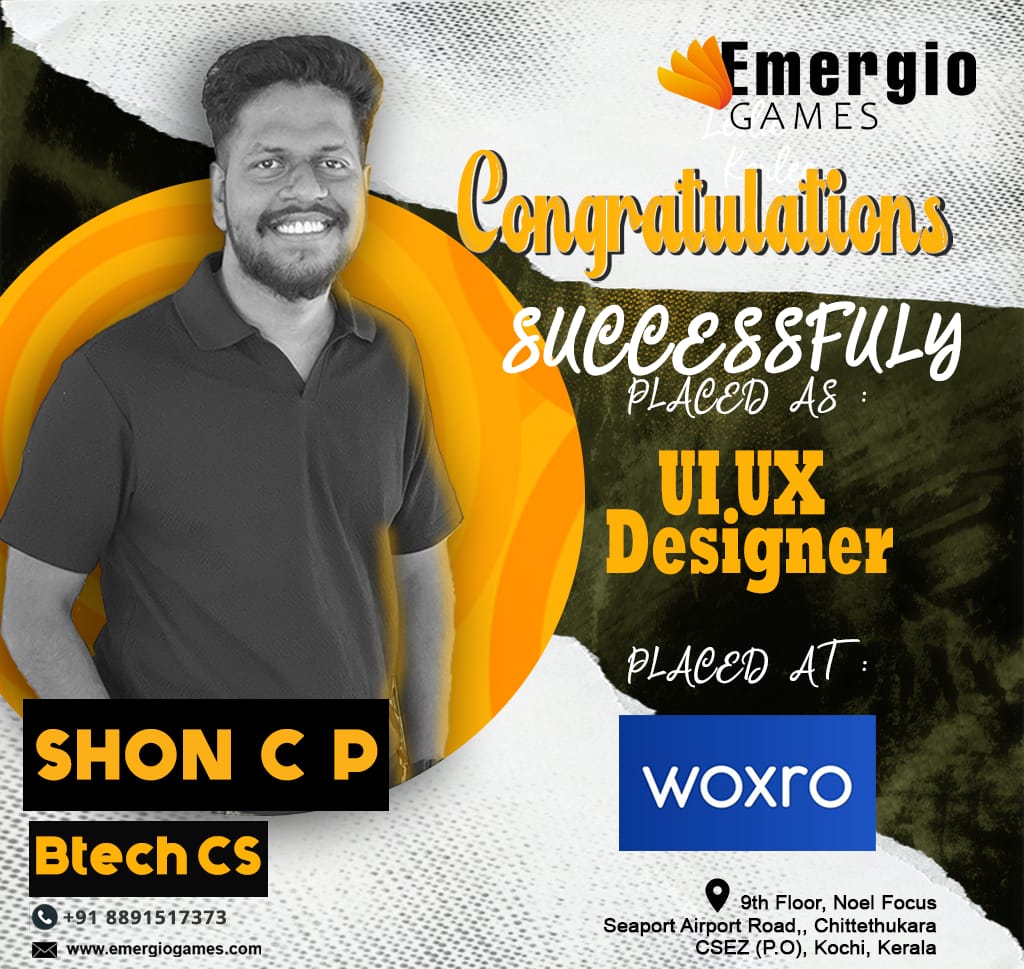 Emergio
GAMES
Congratulations
SUCCESSFULY
PLACED AS :
UI UX
Designer
PLACED AT :
woxro
SHON C P
Btech CS
+91 8891517373
www.emergiogames.com
9th Floor, Noel Focus
Seaport Airport Road,, Chittethukara
CSEZ (P.O), Kochi, Kerala